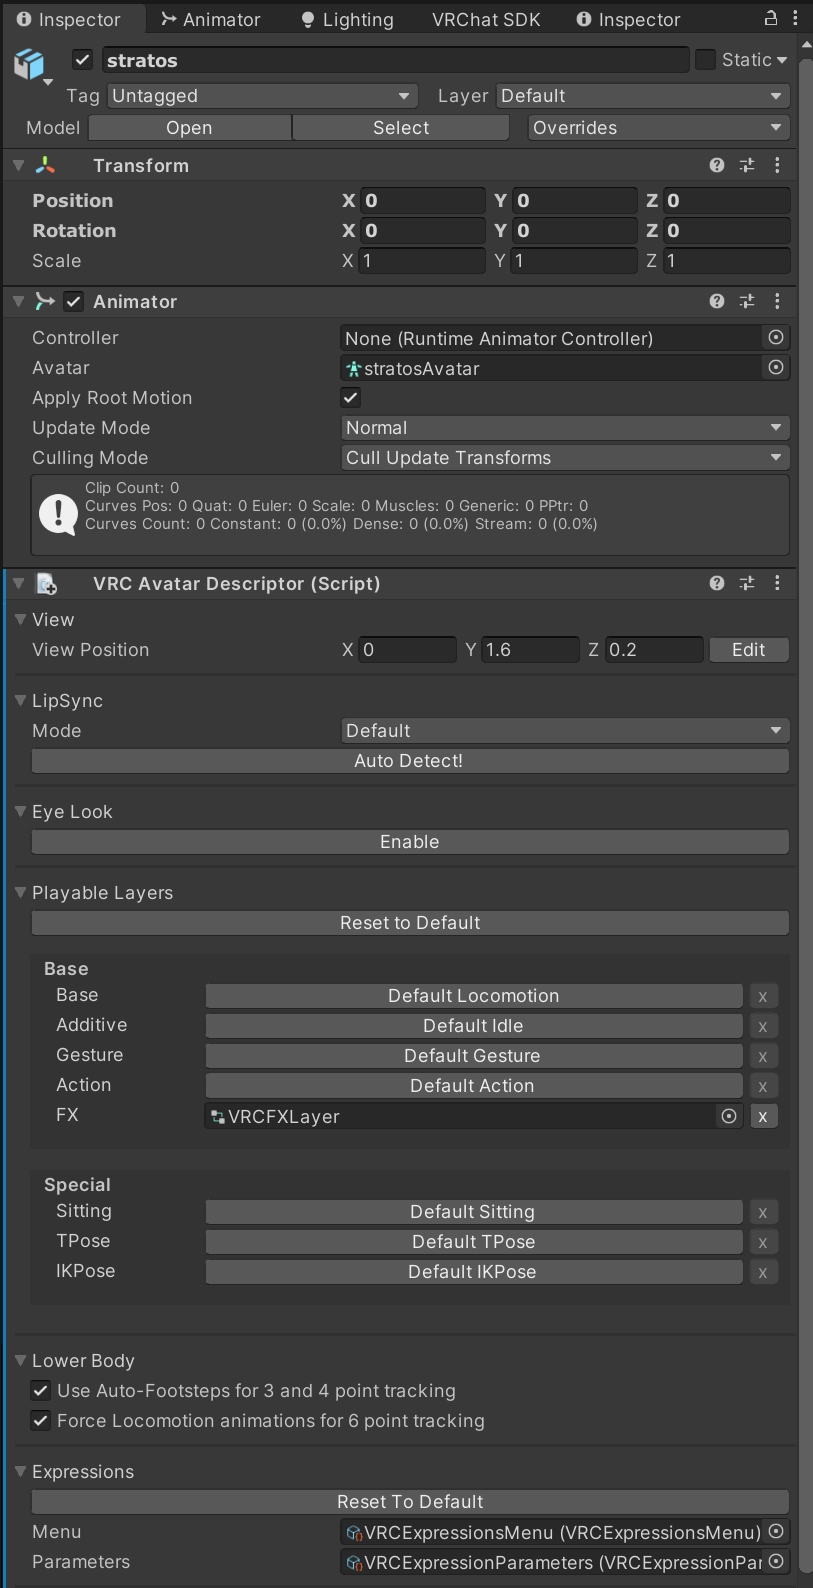 Inspector Animator Lighting VRChat SDK Inspector
stratos Static
Tag Untagged Layer Default
Model Open Select Overrides
Transform
Position X 0 Y 0 Z 0
Rotation X 0 Y 0 Z 0
Scale X 1 Y 1 Z 1
Animator
Controller None (Runtime Animator Controller)
Avatar stratosAvatar
Apply Root Motion
Update Mode Normal
Culling Mode Cull Update Transforms
Clip Count: 0
Curves Pos: 0 Quat: 0 Euler: 0 Scale: 0 Muscles: 0 Generic: 0 PPtr: 0
Curves Count: 0 Constant: 0 (0.0%) Dense: 0 (0.0%) Stream: 0 (0.0%)
VRC Avatar Descriptor (Script)
View
View Position X 0 Y 1.6 Z 0.2 Edit
LipSync
Mode Default
Auto Detect!
Eye Look
Enable
Playable Layers
Reset to Default
Base
Base Default Locomotion x
Additive Default Idle x
Gesture Default Gesture x
Action Default Action x
FX VRCFXLayer x
Special
Sitting Default Sitting x
TPose Default TPose x
IKPose Default IKPose x
Lower Body
Use Auto-Footsteps for 3 and 4 point tracking
Force Locomotion animations for 6 point tracking
Expressions
Reset To Default
Menu VRCExpressionsMenu (VRCExpressionsMenu)
Parameters VRCExpressionParameters (VRCExpressionPar